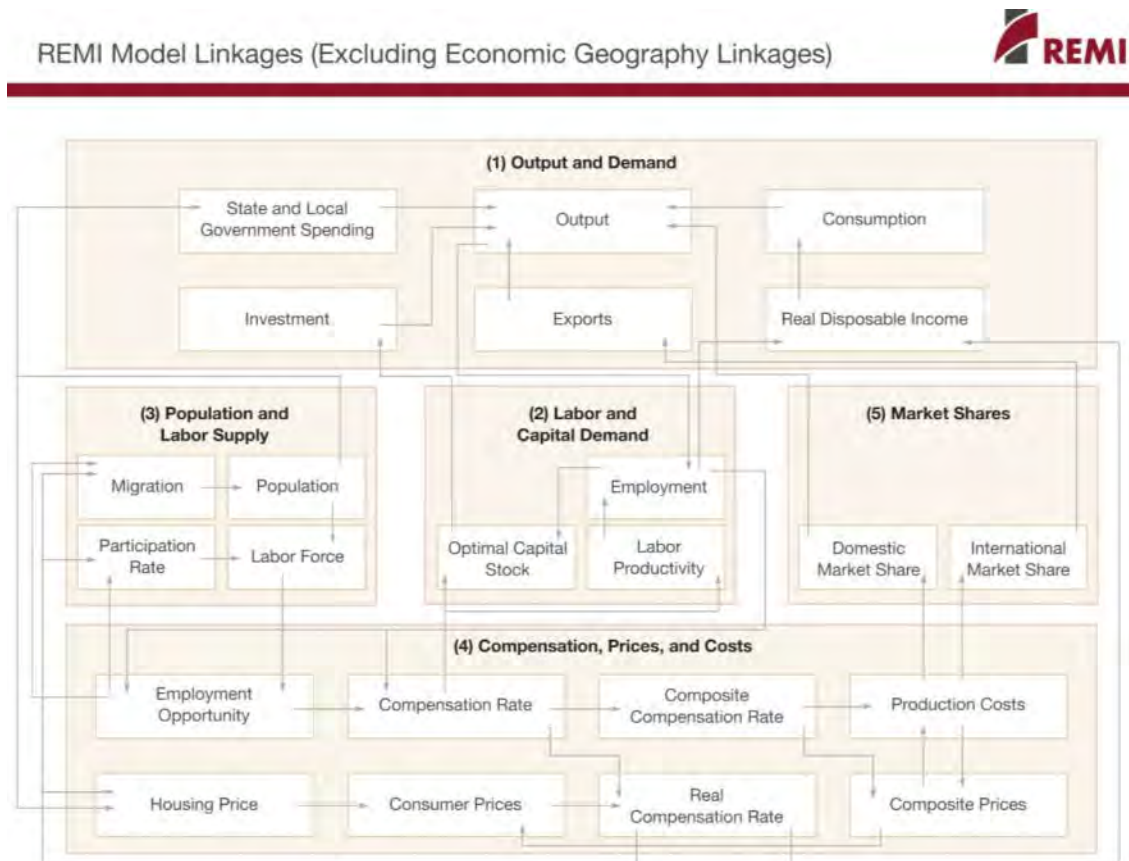 REMI Model Linkages (Excluding Economic Geography Linkages)
REMI
(1) Output and Demand
State and Local
Government Spending
Output
Consumption
Investment
Exports
Real Disposable Income
(3) Population and
Labor Supply
Migration
Population
Participation
Rate
Labor Force
(2) Labor and
Capital Demand
Employment
Optimal Capital
Stock
Labor
Productivity
(5) Market Shares
Domestic
Market Share
International
Market Share
(4) Compensation, Prices, and Costs
Employment
Opportunity
Compensation Rate
Composite
Compensation Rate
Production Costs
Housing Price
Consumer Prices
Real
Compensation Rate
Composite Prices